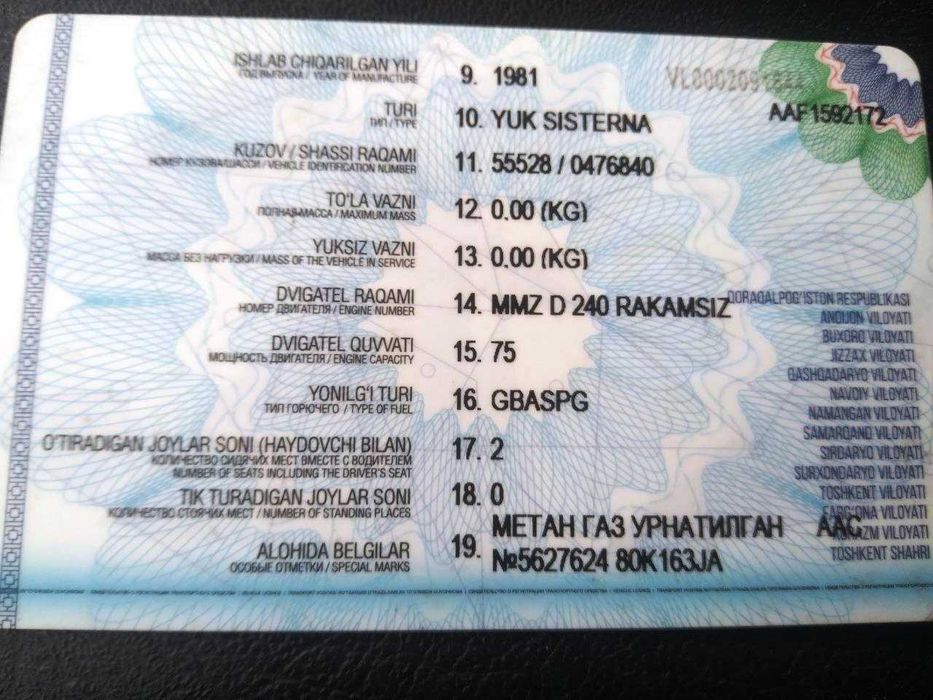 ISHLAB CHIQARILGAN YILI
ГОД ВЫПУСКА / YEAR OF MANUFACTURE
9. 1981
AAF1592172
TURI
ТИП / TYPE
10. YUK SISTERNA
KUZOV / SHASSI RAQAMI
НОМЕР КУЗОВА/ШАССИ / VEHICLE IDENTIFICATION NUMBER
11. 55528 / 0476840
TO'LA VAZNI
ПОЛНАЯ МАССА / MAXIMUM MASS
12. 0.00 (KG)
YUKSIZ VAZNI
МАССА БЕЗ НАГРУЗКИ / MASS OF THE VEHICLE IN SERVICE
13. 0.00 (KG)
DVIGATEL RAQAMI
НОМЕР ДВИГАТЕЛЯ / ENGINE NUMBER
14. MMZ D 240 RAKAMSIZ
DVIGATEL QUVVATI
МОЩНОСТЬ ДВИГАТЕЛЯ / ENGINE CAPACITY
15. 75
YONILG'I TURI
ТИП ГОРЮЧЕГО / TYPE OF FUEL
16. GBASPG
O'TIRADIGAN JOYLAR SONI (HAYDOVCHI BILAN)
КОЛИЧЕСТВО СИДЯЧИХ МЕСТ ВМЕСТЕ С ВОДИТЕЛЕМ
NUMBER OF SEATS INCLUDING THE DRIVER'S SEAT
17. 2
TIK TURADIGAN JOYLAR SONI
КОЛИЧЕСТВО СТОЯЧИХ МЕСТ / NUMBER OF STANDING PLACES
18. 0
ALOHIDA BELGILAR
ОСОБЫЕ ОТМЕТКИ / SPECIAL MARKS
19. МЕТАН ГАЗ УРНАТИЛГАН AAC
№5627624 80K163JA
QORAQALPOG'ISTON RESPUBLIKASI
ANDIJON VILOYATI
BUXORO VILOYATI
JIZZAX VILOYATI
QASHQADARYO VILOYATI
NAVOIY VILOYATI
NAMANGAN VILOYATI
SAMARQAND VILOYATI
SIRDARYO VILOYATI
SURXONDARYO VILOYATI
TOSHKENT VILOYATI
FARG'ONA VILOYATI
VILOYATI
TOSHKENT SHAHRI